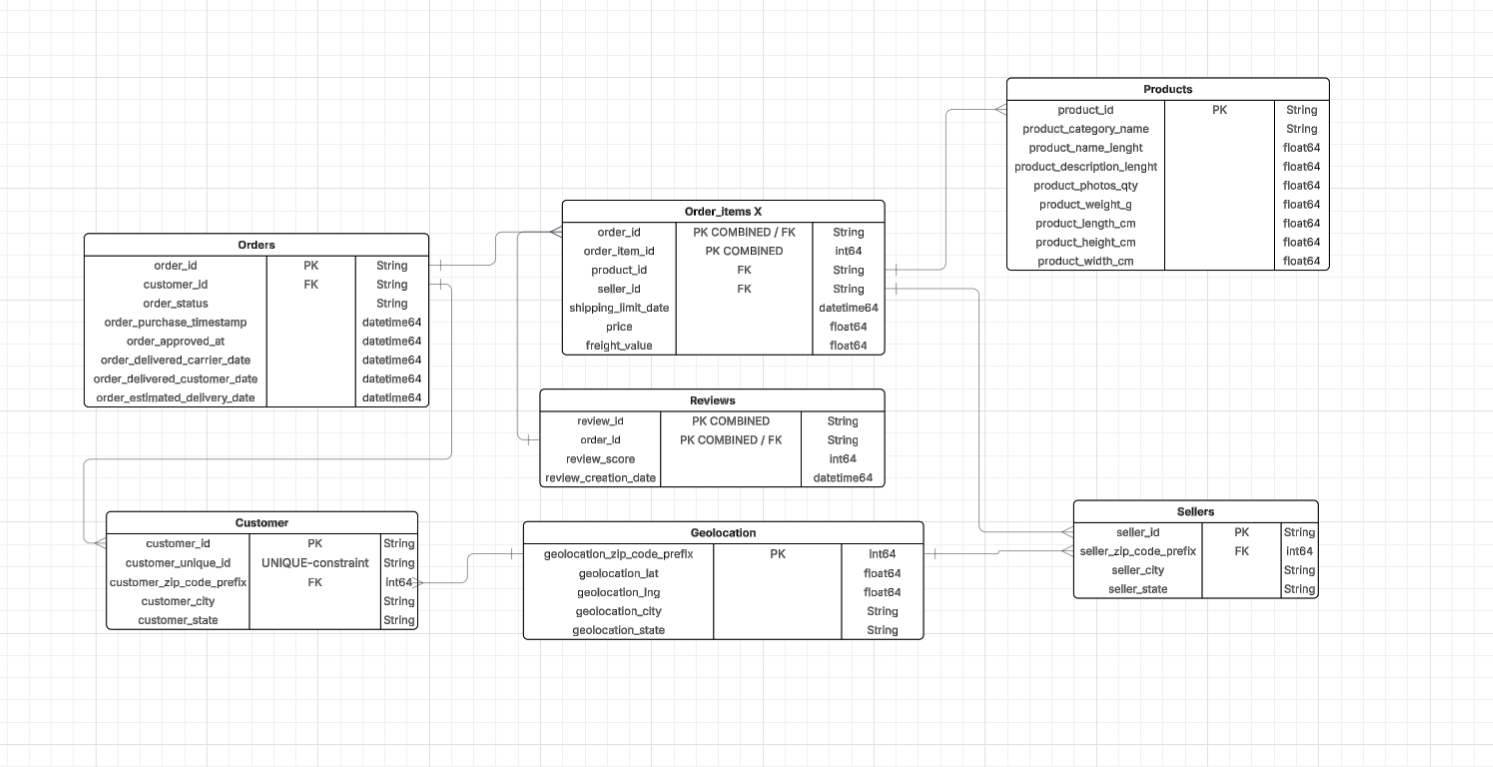 Products
product_id PK String
product_category_name String
product_name_lenght float64
product_description_lenght float64
product_photos_qty float64
product_weight_g float64
product_length_cm float64
product_height_cm float64
product_width_cm float64
Order_items X
order_id PK COMBINED / FK String
order_item_id PK COMBINED int64
product_id FK String
seller_id FK String
shipping_limit_date datetime64
price float64
freight_value float64
Orders
order_id PK String
customer_id FK String
order_status String
order_purchase_timestamp datetime64
order_approved_at datetime64
order_delivered_carrier_date datetime64
order_delivered_customer_date datetime64
order_estimated_delivery_date datetime64
Reviews
review_id PK COMBINED String
order_id PK COMBINED / FK String
review_score int64
review_creation_date datetime64
Customer
customer_id PK String
customer_unique_id UNIQUE-constraint String
customer_zip_code_prefix FK int64
customer_city String
customer_state String
Geolocation
geolocation_zip_code_prefix PK int64
geolocation_lat float64
geolocation_lng float64
geolocation_city String
geolocation_state String
Sellers
seller_id PK String
seller_zip_code_prefix FK int64
seller_city String
seller_state String